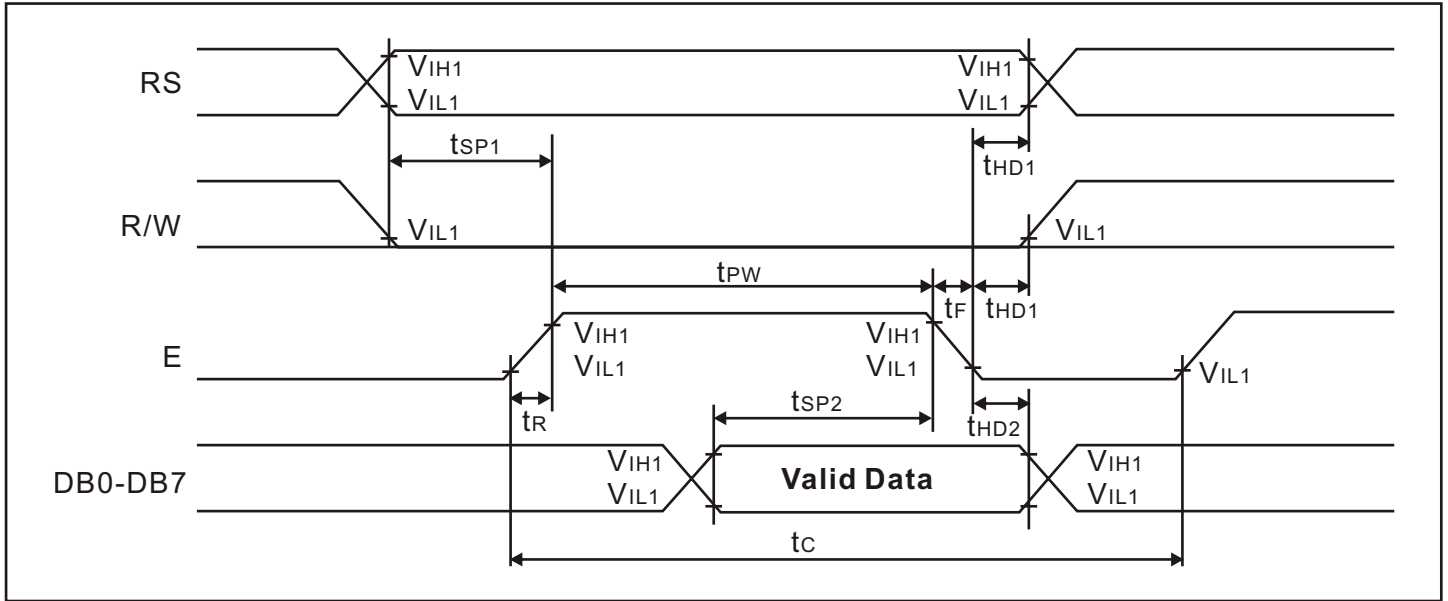 RS
VIH1
VIL1
VIH1
VIL1
tSP1
tHD1
R/W
VIL1
VIL1
tPW
tF
tHD1
E
VIH1
VIL1
VIH1
VIL1
VIL1
tR
tSP2
tHD2
DB0-DB7
VIH1
VIL1
Valid Data
VIH1
VIL1
tC